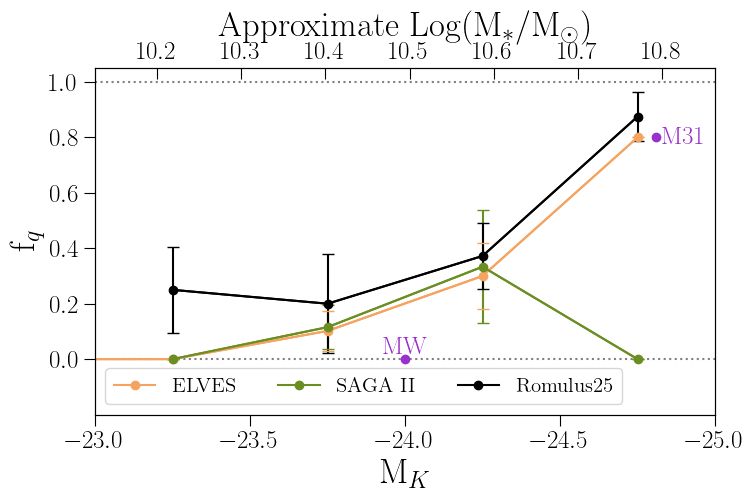 Approximate Log(M*/M☉)
10.2 10.3 10.4 10.5 10.6 10.7 10.8
1.0
0.8
0.6
0.4
0.2
0.0
f_q
M31
MW
ELVES SAGA II Romulus25
−23.0 −23.5 −24.0 −24.5 −25.0
M_K